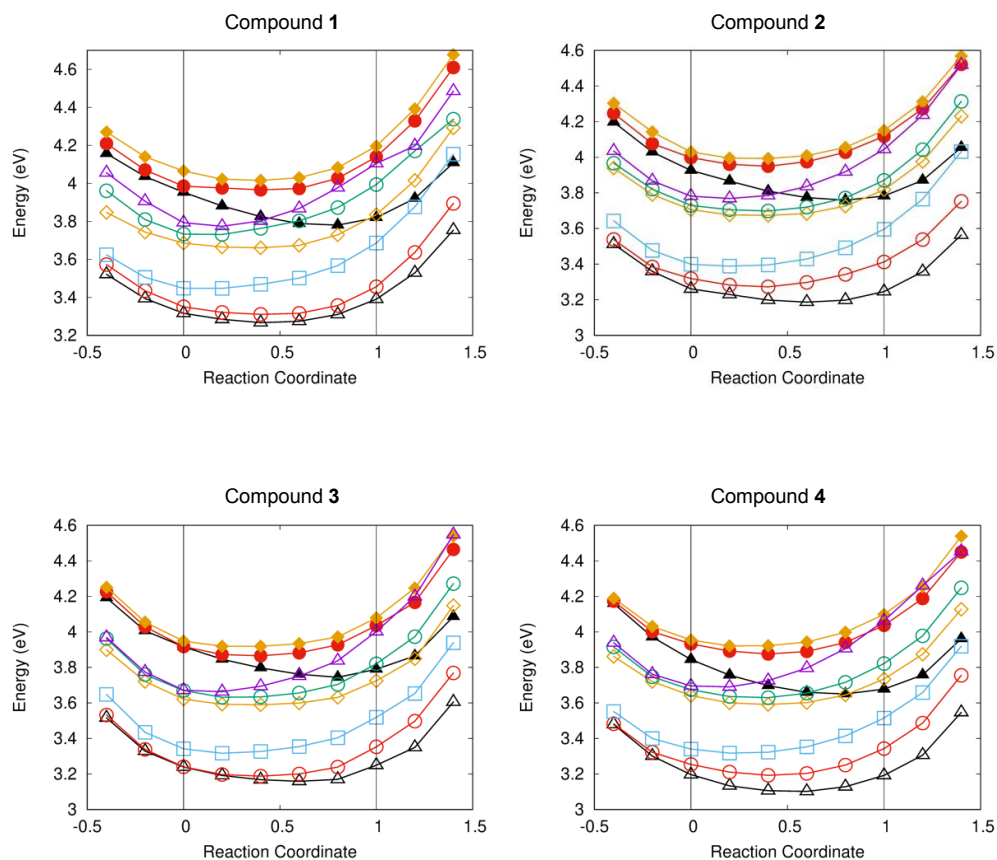 Compound 1
4.6
4.4
4.2
4
3.8
3.6
3.4
3.2
Energy (eV)
-0.5 0 0.5 1 1.5
Reaction Coordinate
Compound 2
4.6
4.4
4.2
4
3.8
3.6
3.4
3.2
3
Energy (eV)
-0.5 0 0.5 1 1.5
Reaction Coordinate
Compound 3
4.6
4.4
4.2
4
3.8
3.6
3.4
3.2
3
Energy (eV)
-0.5 0 0.5 1 1.5
Reaction Coordinate
Compound 4
4.6
4.4
4.2
4
3.8
3.6
3.4
3.2
3
Energy (eV)
-0.5 0 0.5 1 1.5
Reaction Coordinate